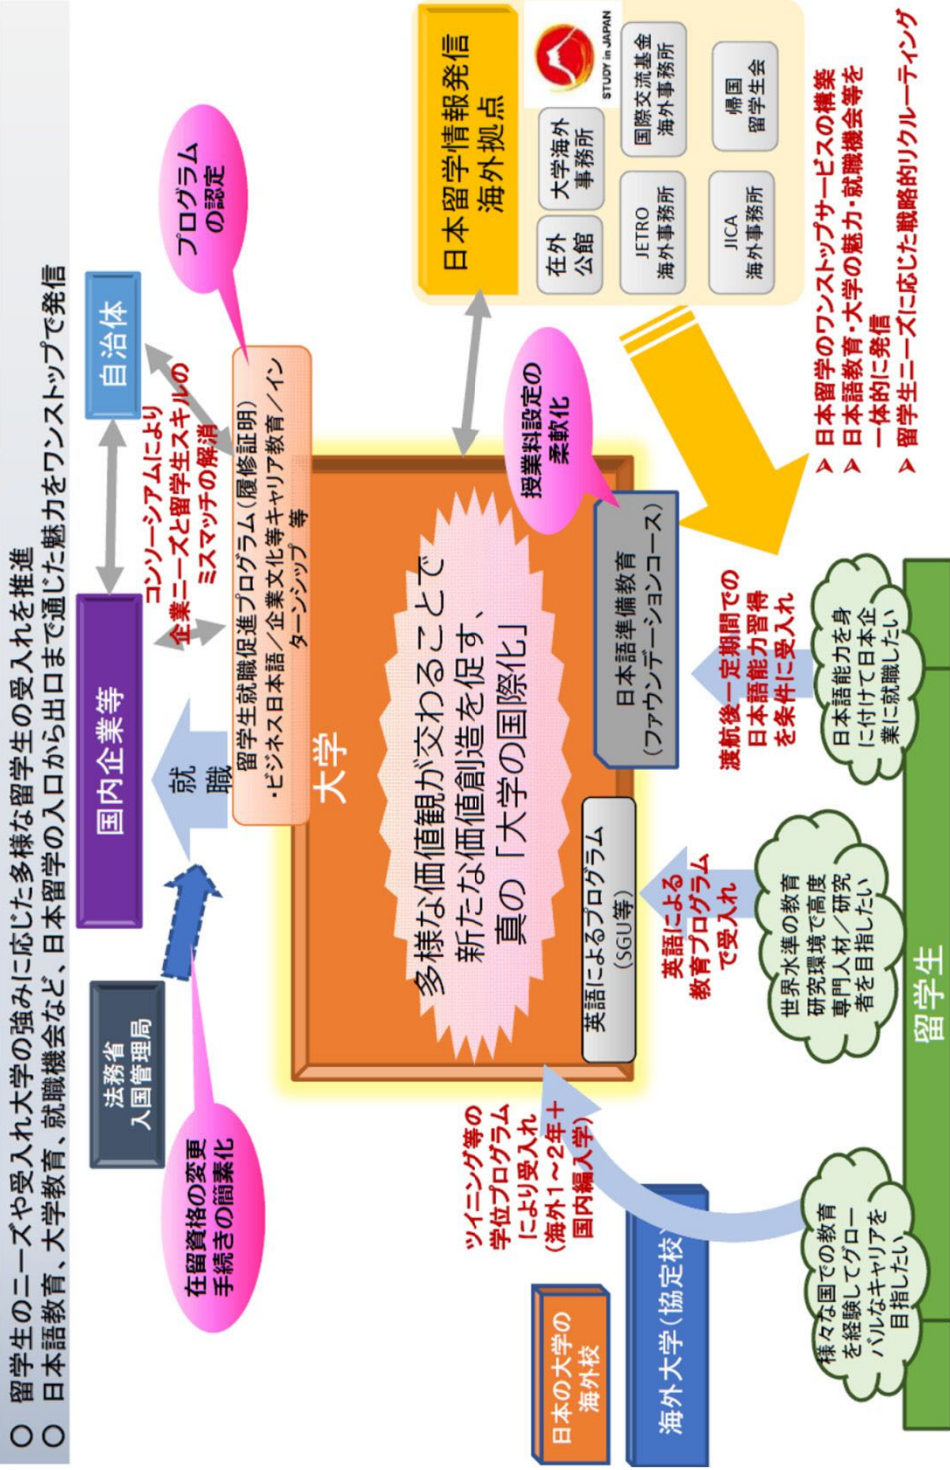 ○ 留学生のニーズや受入れ大学の強みに応じた多様な留学生の受入れを推進
○ 日本語教育、大学教育、就職機会など、日本留学の入口から出口まで通じた魅力をワンストップで発信
法務省
入国管理局
国内企業等
自治体
在留資格の変更
手続きの簡素化
就
職
コンソーシアムにより
企業ニーズと留学生スキルの
ミスマッチの解消
プログラム
の認定
留学生就職促進プログラム(履修証明)
・ビジネス日本語／企業文化等キャリア教育／イン
ターンシップ 等
大学
多様な価値観が交わることで
新たな価値創造を促す、
真の「大学の国際化」
日本留学情報発信
海外拠点
在外
公館
大学海外
事務所
STUDY in JAPAN
JETRO
海外事務所
国際交流基金
海外事務所
JICA
海外事務所
帰国
留学生会
授業料設定の
柔軟化
ツイニング等の
学位プログラム
により受入れ
(海外1～2年＋
国内編入学)
英語によるプログラム
(SGU等)
日本語準備教育
(ファウンデーションコース)
日本の大学の
海外校
海外大学(協定校)
英語による
教育プログラム
で受入れ
渡航後一定期間での
日本語能力習得
を条件に受入れ
➢ 日本留学のワンストップサービスの構築
➢ 日本語教育・大学の魅力・就職機会等を
一体的に発信
➢ 留学生ニーズに応じた戦略的リクルーティング
様々な国での教育
を経験してグロー
バルなキャリアを
目指したい
世界水準の教育
研究環境で高度
専門人材／研究
者を目指したい
日本語能力を身
に付けて日本企
業に就職したい
留学生